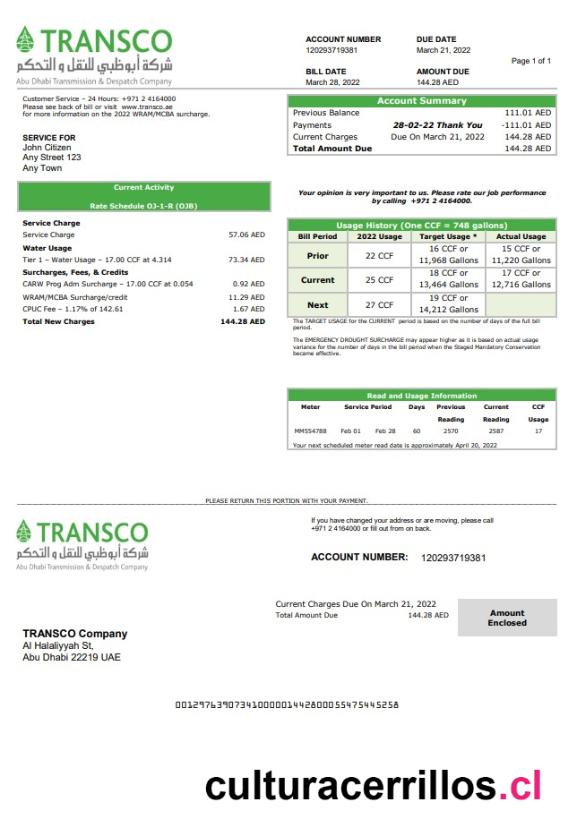 TRANSCO
شركة أبوظبي للنقل و التحكم
Abu Dhabi Transmission & Despatch Company
ACCOUNT NUMBER DUE DATE
120293719381 March 21, 2022
Page 1 of 1
BILL DATE AMOUNT DUE
March 28, 2022 144.28 AED
Customer Service – 24 Hours: +971 2 4164000
Please see back of bill or visit www.transco.ae
for more information on the 2022 WRAM/MCBA surcharge.
SERVICE FOR
John Citizen
Any Street 123
Any Town
Account Summary
Previous Balance 111.01 AED
Payments 28-02-22 Thank You -111.01 AED
Current Charges Due On March 21, 2022 144.28 AED
Total Amount Due 144.28 AED
Current Activity
Rate Schedule OJ-1-R (OJB)
Your opinion is very important to us. Please rate our job performance
by calling +971 2 4164000.
Service Charge
Service Charge 57.06 AED
Water Usage
Tier 1 – Water Usage – 17.00 CCF at 4.314 73.34 AED
Surcharges, Fees, & Credits
CARW Prog Adm Surcharge – 17.00 CCF at 0.054 0.92 AED
WRAM/MCBA Surcharge/credit 11.29 AED
CPUC Fee – 1.17% of 142.61 1.67 AED
Total New Charges 144.28 AED
Usage History (One CCF = 748 gallons)
Bill Period 2022 Usage Target Usage * Actual Usage
Prior 22 CCF 16 CCF or 11,968 Gallons 15 CCF or 11,220 Gallons
Current 25 CCF 18 CCF or 13,464 Gallons 17 CCF or 12,716 Gallons
Next 27 CCF 19 CCF or 14,212 Gallons
The TARGET USAGE for the CURRENT period is based on the number of days of the full bill
period.
The EMERGENCY DROUGHT SURCHARGE may appear higher as it is based on actual usage
variance for the number of days in the bill period when the Staged Mandatory Conservation
became effective.
Read and Usage Information
Meter Service Period Days Previous Reading Current Reading CCF Usage
MM554788 Feb 01 Feb 28 60 2570 2587 17
Your next scheduled meter read date is approximately April 20, 2022
PLEASE RETURN THIS PORTION WITH YOUR PAYMENT.
TRANSCO
شركة أبوظبي للنقل و التحكم
Abu Dhabi Transmission & Despatch Company
If you have changed your address or are moving, please call
+971 2 4164000 or fill out from on back.
ACCOUNT NUMBER: 120293719381
Current Charges Due On March 21, 2022
Total Amount Due 144.28 AED
Amount
Enclosed
TRANSCO Company
Al Halaliyyah St,
Abu Dhabi 22219 UAE
00129763907341000001442800055475445258
culturacerrillos.cl